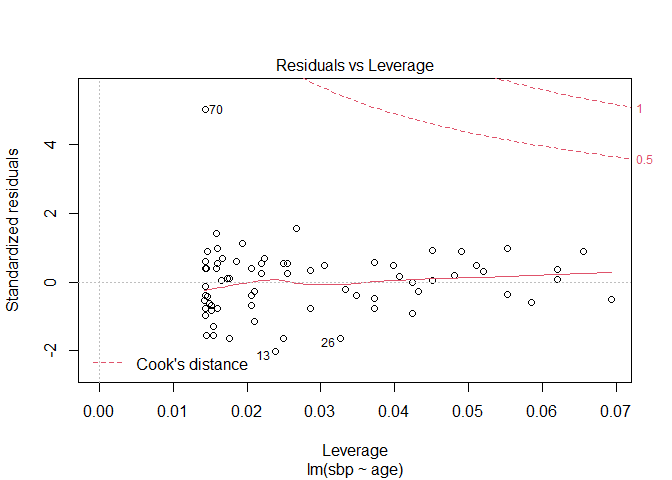 Residuals vs Leverage
Standardized residuals
4
2
0
-2
70
1
0.5
13
26
Cook's distance
0.00 0.01 0.02 0.03 0.04 0.05 0.06 0.07
Leverage
lm(sbp ~ age)